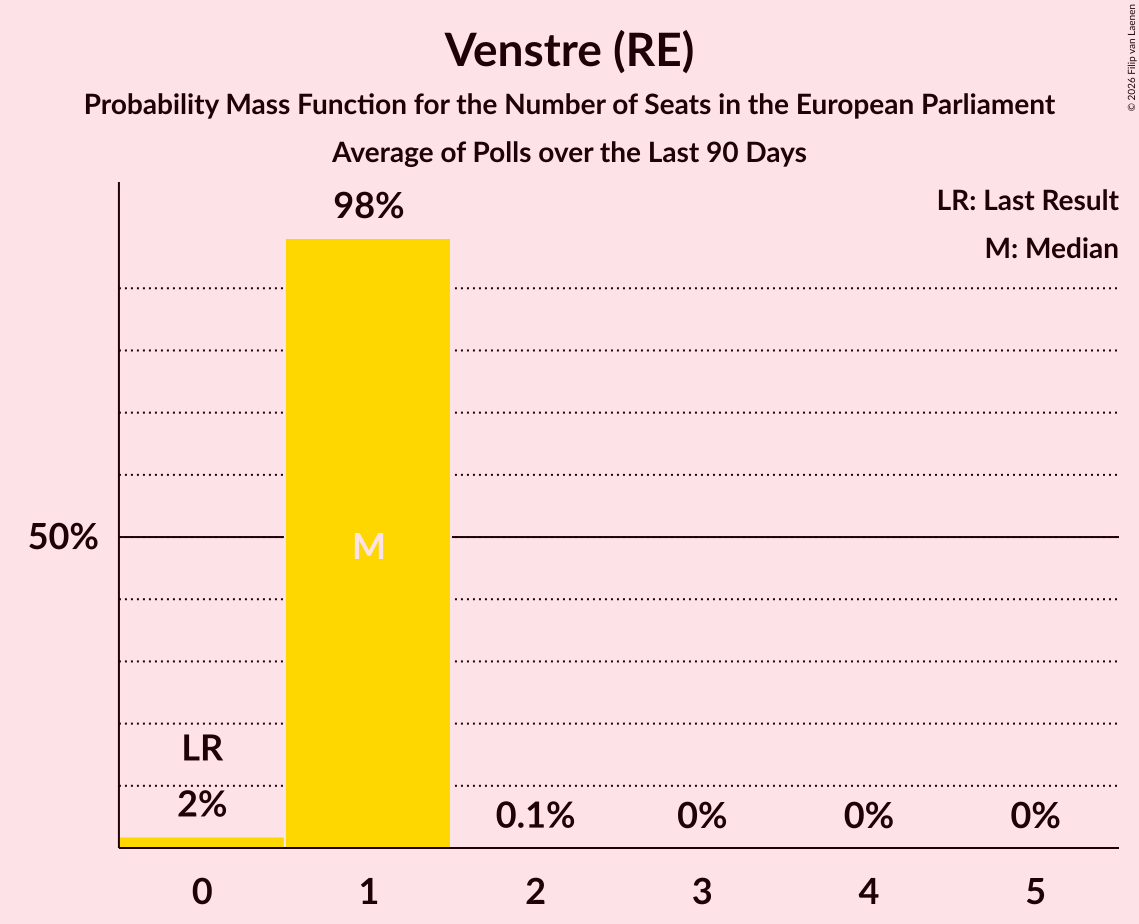 Venstre (RE)
Probability Mass Function for the Number of Seats in the European Parliament
Average of Polls over the Last 90 Days
© 2026 Filip van Laenen
LR: Last Result
M: Median
98%
50%
M
LR
2%
0.1%
0%
0%
0%
0
1
2
3
4
5